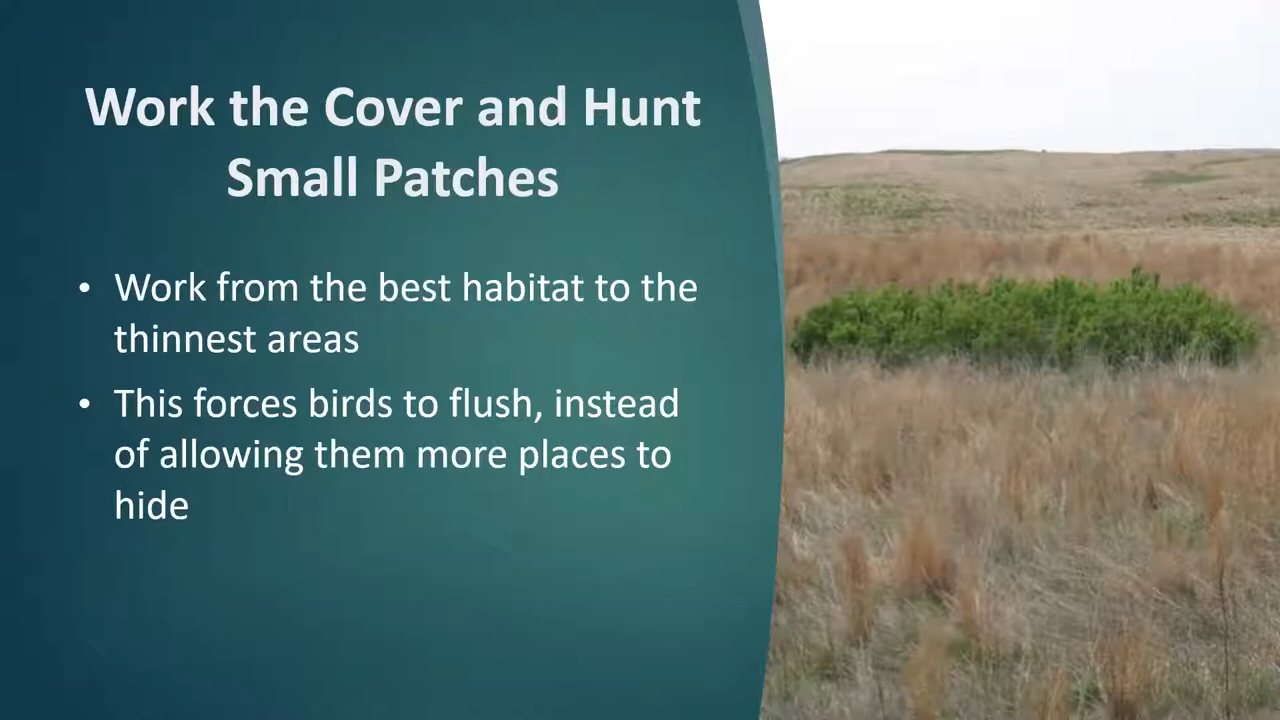 Work the Cover and Hunt
Small Patches
• Work from the best habitat to the
thinnest areas
• This forces birds to flush, instead
of allowing them more places to
hide